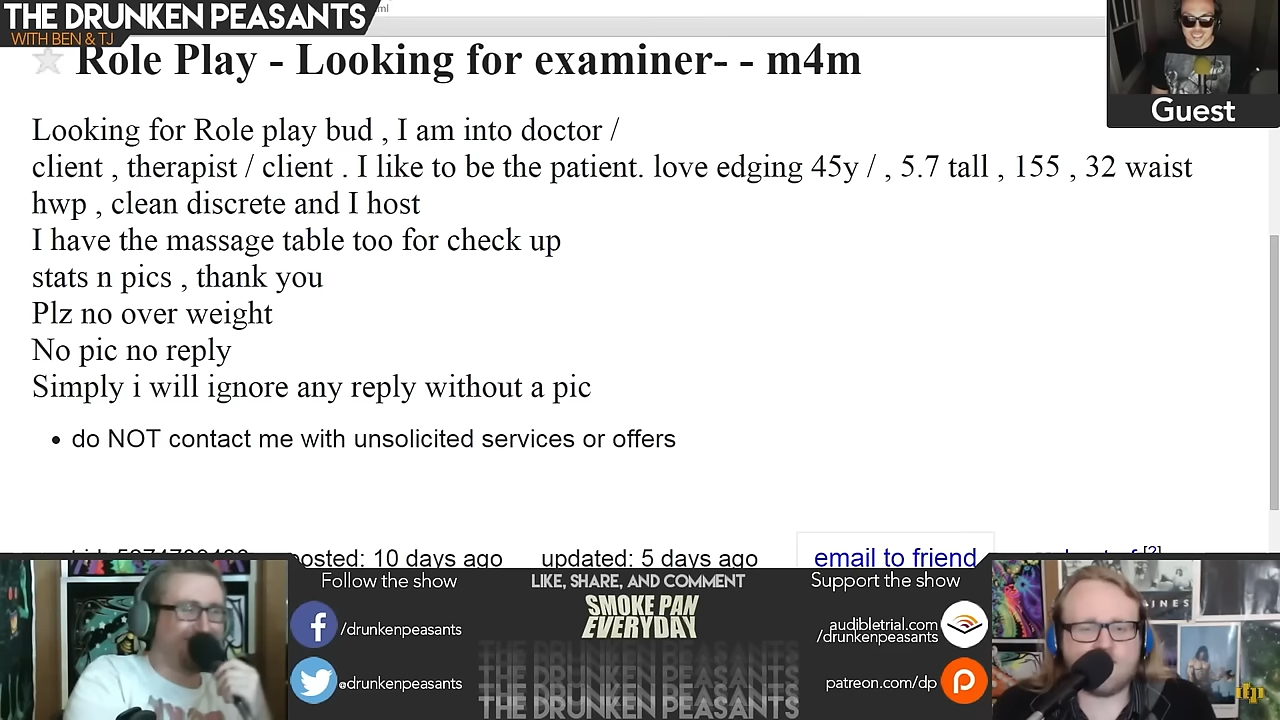 THE DRUNKEN PEASANTS
WITH BEN & TJ
Role Play - Looking for examiner- - m4m
Guest
Looking for Role play bud , I am into doctor /
client , therapist / client . I like to be the patient. love edging 45y / , 5.7 tall , 155 , 32 waist
hwp , clean discrete and I host
I have the massage table too for check up
stats n pics , thank you
Plz no over weight
No pic no reply
Simply i will ignore any reply without a pic
• do NOT contact me with unsolicited services or offers
posted: 10 days ago updated: 5 days ago email to friend
[2]
Follow the show
/drunkenpeasants
@drunkenpeasants
LIKE, SHARE, AND COMMENT
SMOKE PAN
EVERYDAY
THE DRUNKEN PEASANTS
THE DRUNKEN PEASANTS
Support the show
audibletrial.com
/drunkenpeasants
patreon.com/dp
INES
dp